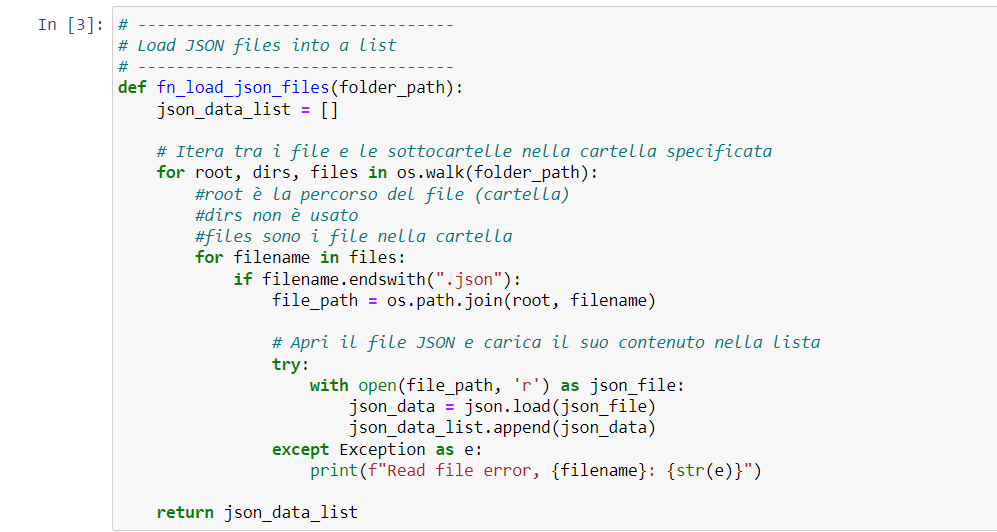 In [3]: # ---------------------------------
# Load JSON files into a list
# ---------------------------------
def fn_load_json_files(folder_path):
    json_data_list = []

    # Itera tra i file e le sottocartelle nella cartella specificata
    for root, dirs, files in os.walk(folder_path):
        #root è la percorso del file (cartella)
        #dirs non è usato
        #files sono i file nella cartella
        for filename in files:
            if filename.endswith(".json"):
                file_path = os.path.join(root, filename)

                # Apri il file JSON e carica il suo contenuto nella lista
                try:
                    with open(file_path, 'r') as json_file:
                        json_data = json.load(json_file)
                        json_data_list.append(json_data)
                except Exception as e:
                    print(f"Read file error, {filename}: {str(e)}")

    return json_data_list